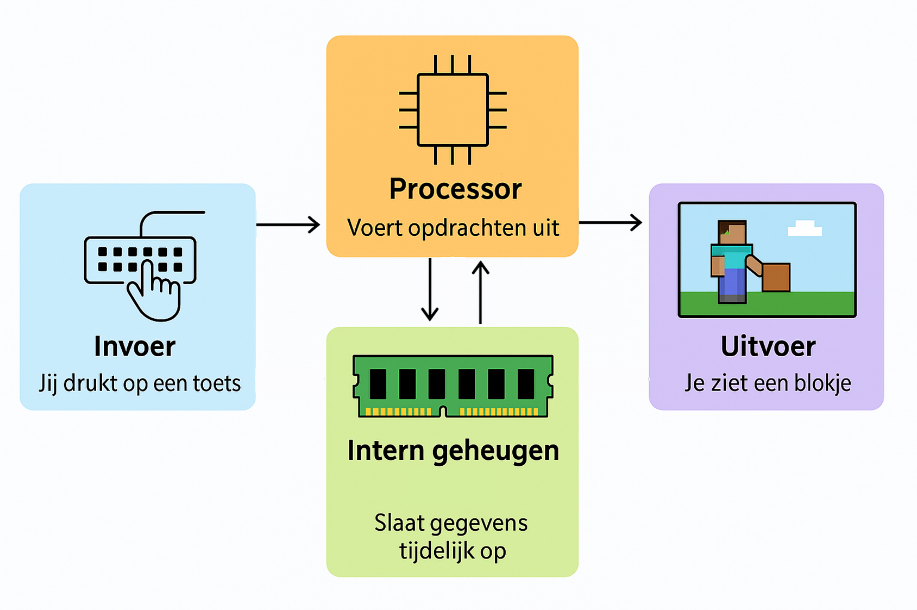 Processor
Voert opdrachten uit
Invoer
Jij drukt op een toets
Uitvoer
Je ziet een blokje
Intern geheugen
Slaat gegevens
tijdelijk op